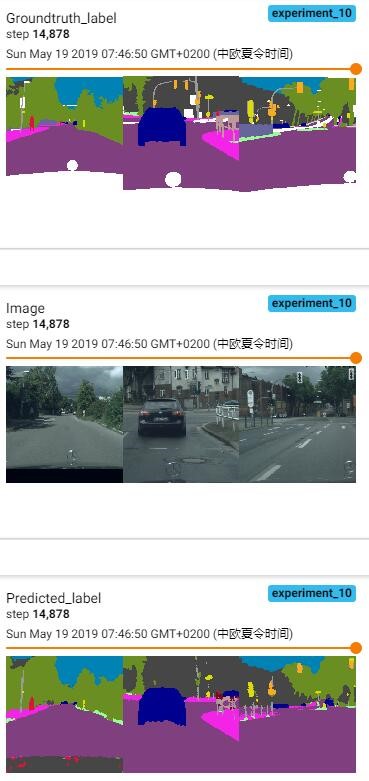 Groundtruth_label
experiment_10
step 14,878
Sun May 19 2019 07:46:50 GMT+0200 (中欧夏令时间)
Image
experiment_10
step 14,878
Sun May 19 2019 07:46:50 GMT+0200 (中欧夏令时间)
Predicted_label
experiment_10
step 14,878
Sun May 19 2019 07:46:50 GMT+0200 (中欧夏令时间)